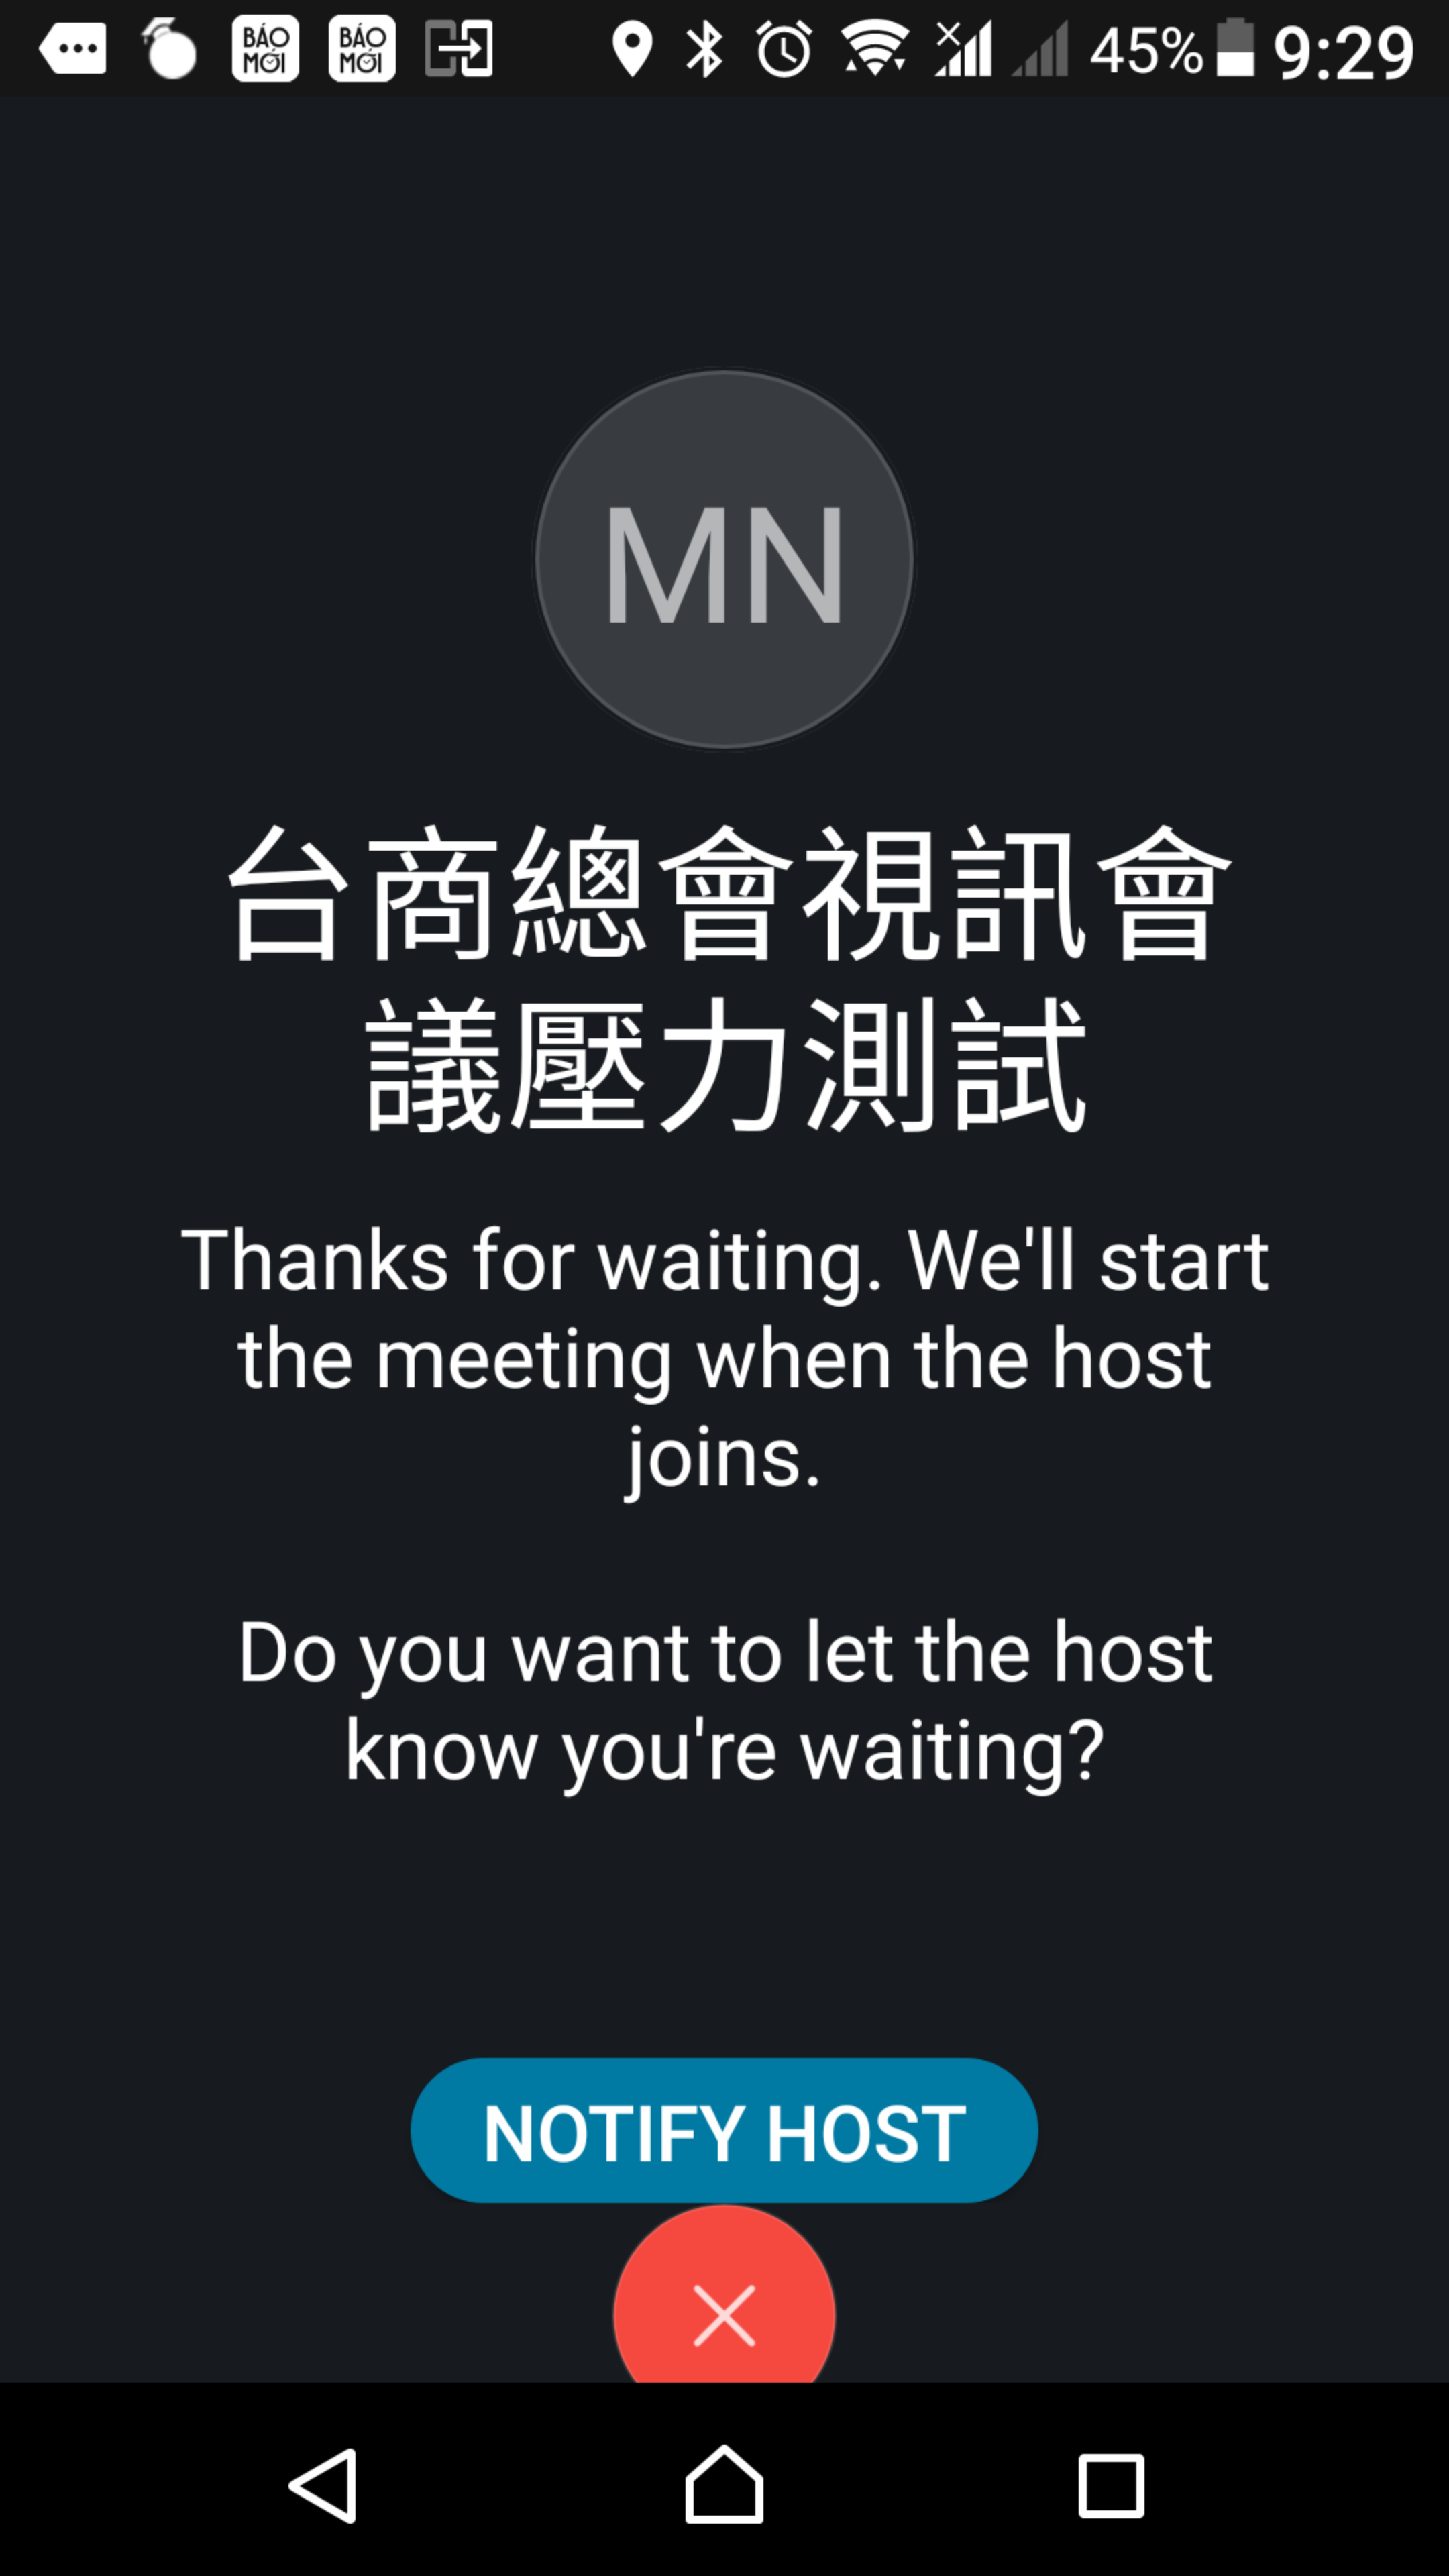 BÁO MỚI
BÁO MỚI
45% 9:29
MN
台商總會視訊會
議壓力測試
Thanks for waiting. We'll start
the meeting when the host
joins.
Do you want to let the host
know you're waiting?
NOTIFY HOST